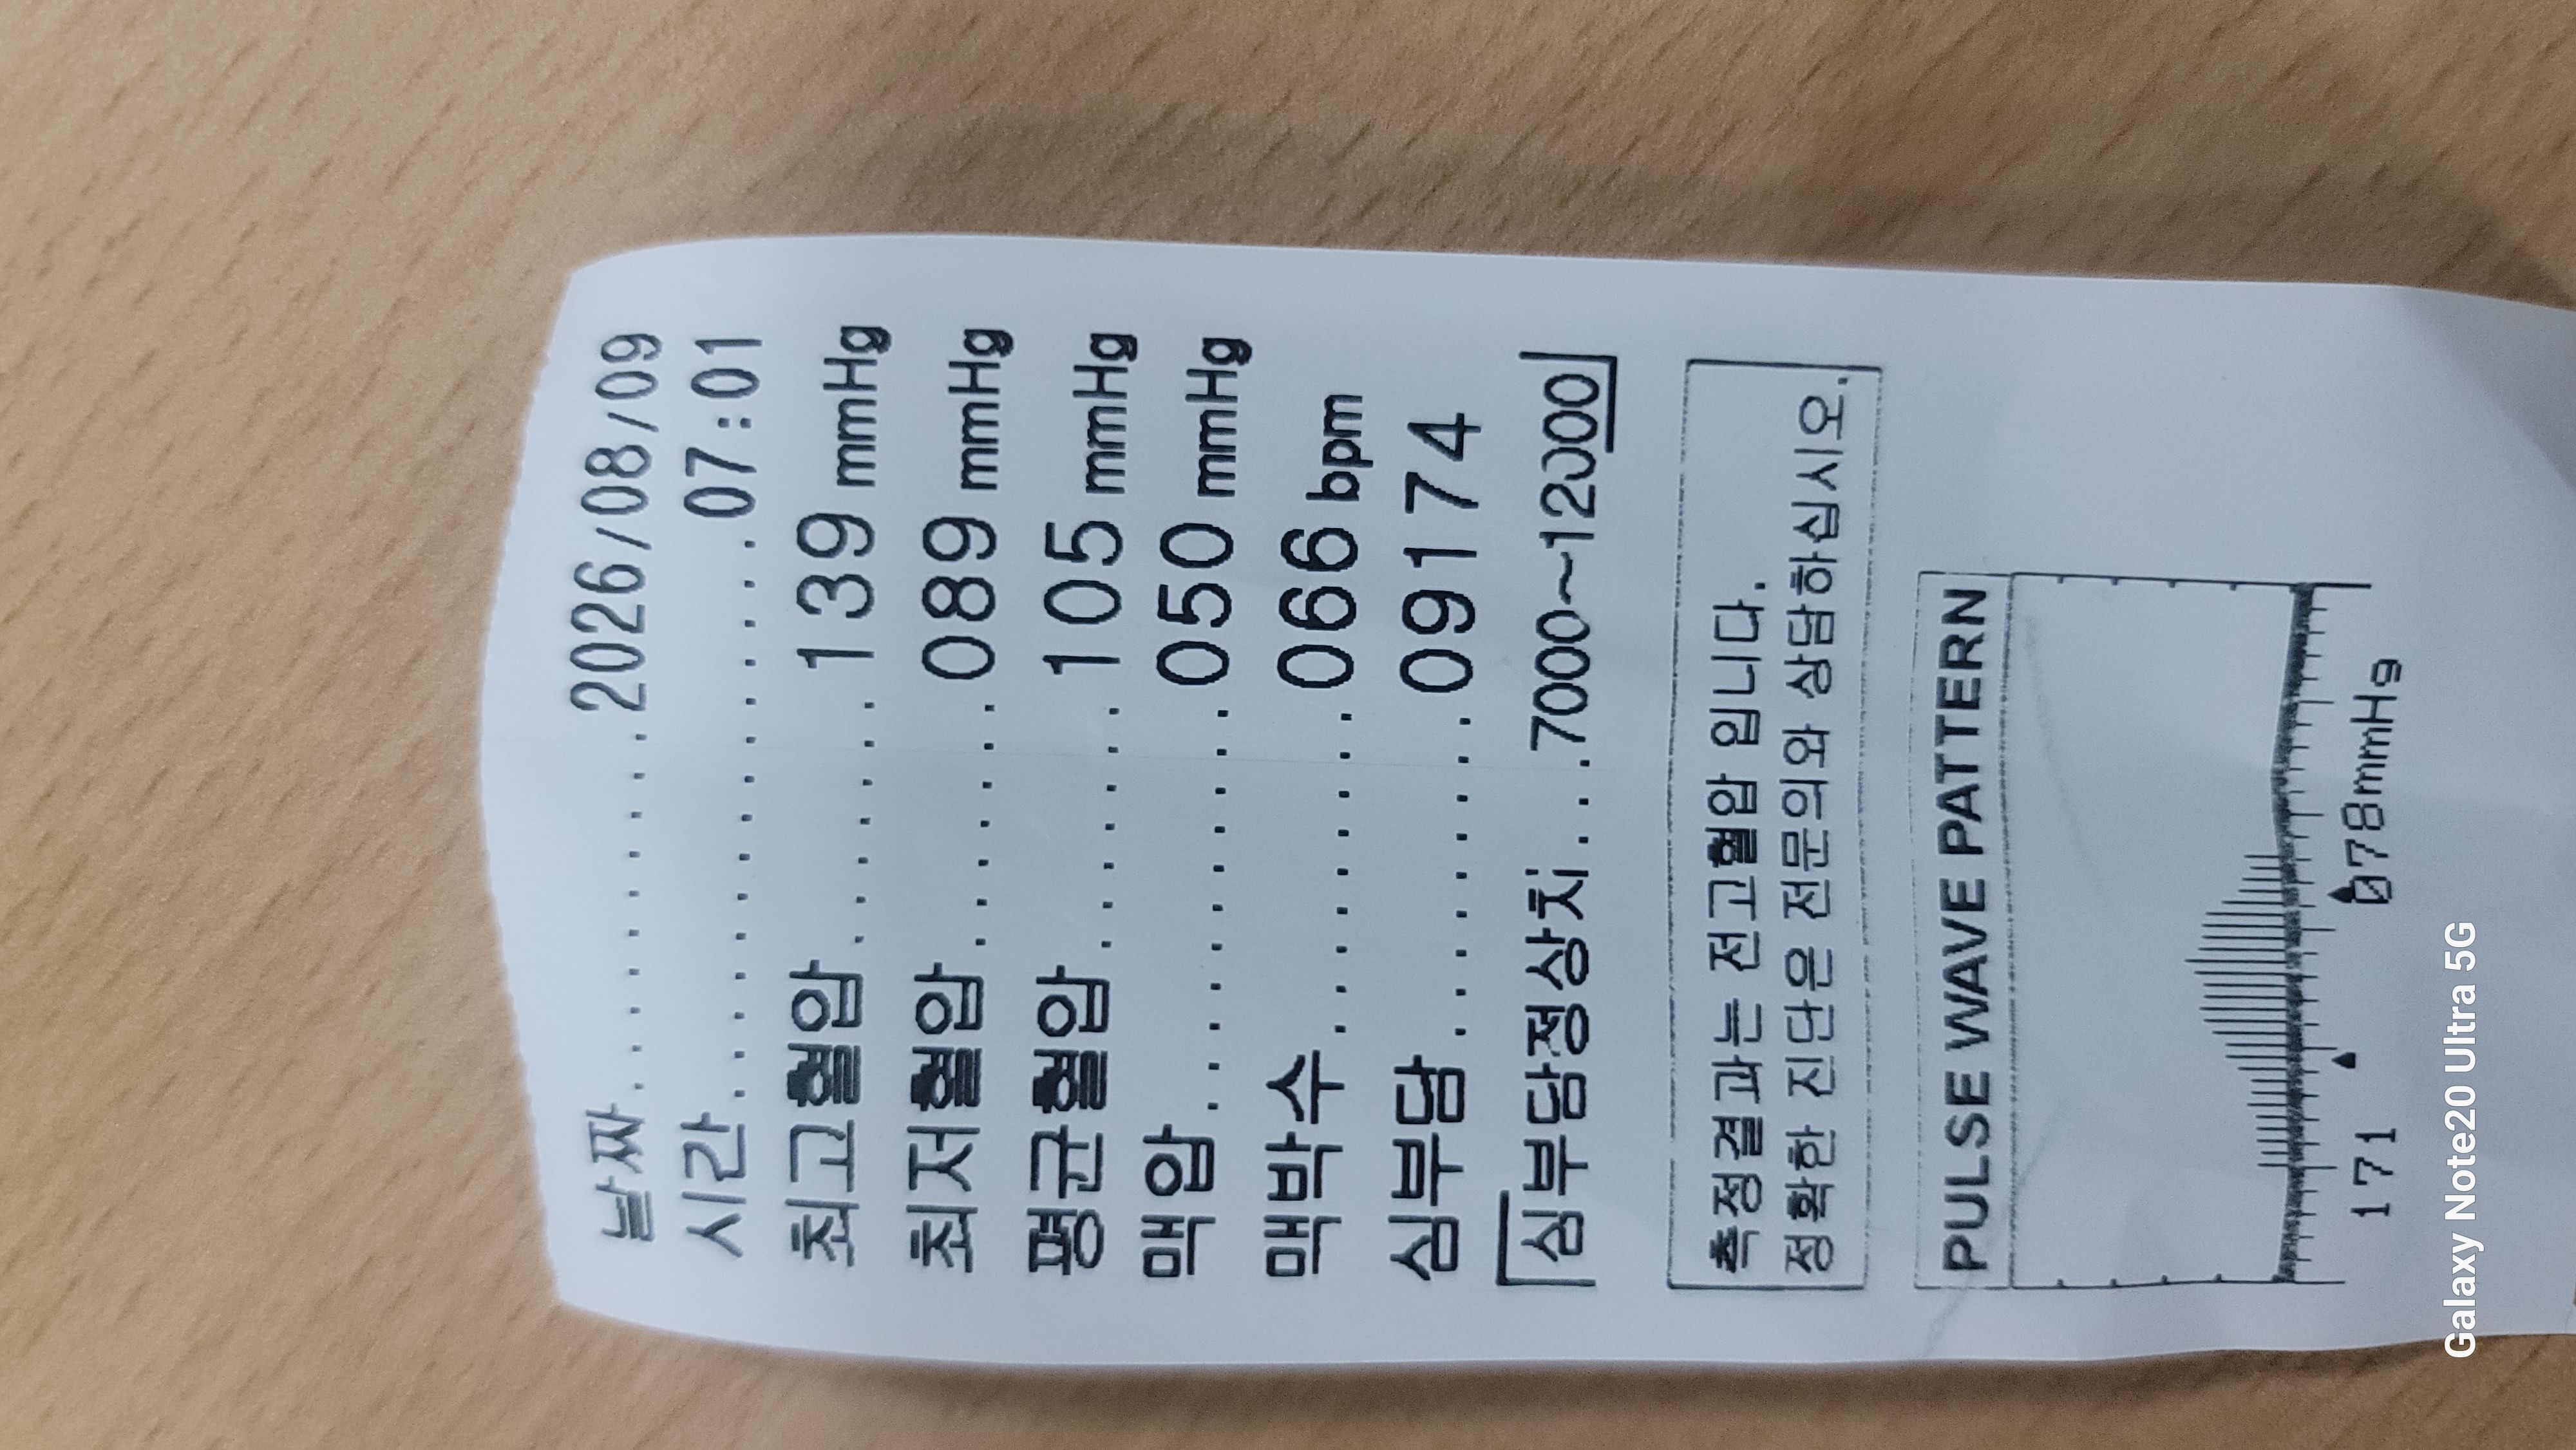 날짜....................2026/08/09
시간....................07:01
최고혈압.......139 mmHg
최저혈압.......089 mmHg
평균혈압.......105 mmHg
맥압...........050 mmHg
맥박수.........066 bpm
심부담.........09174
심부담정상치...7000~12000
측정결과는 전고혈압 입니다.
정확한 진단은 전문의와 상담하십시오.
PULSE WAVE PATTERN
171 078mmHg
Galaxy Note20 Ultra 5G